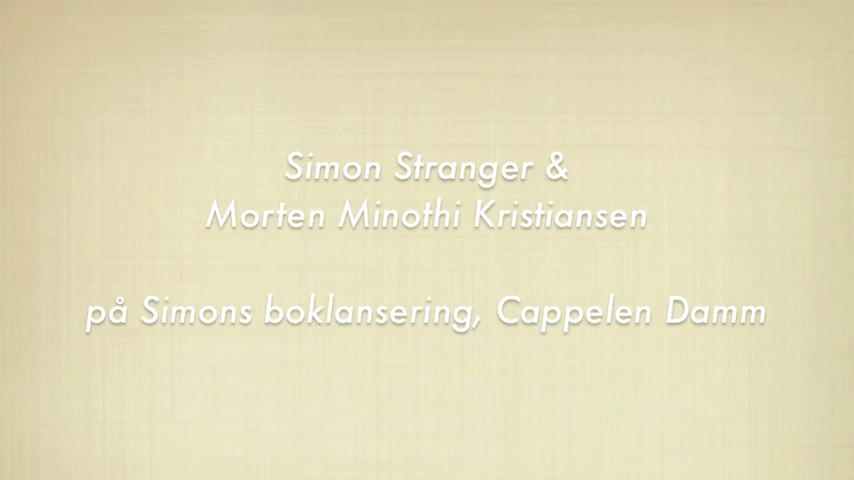 Simon Stranger &
Morten Minothi Kristiansen
på Simons boklansering, Cappelen Damm